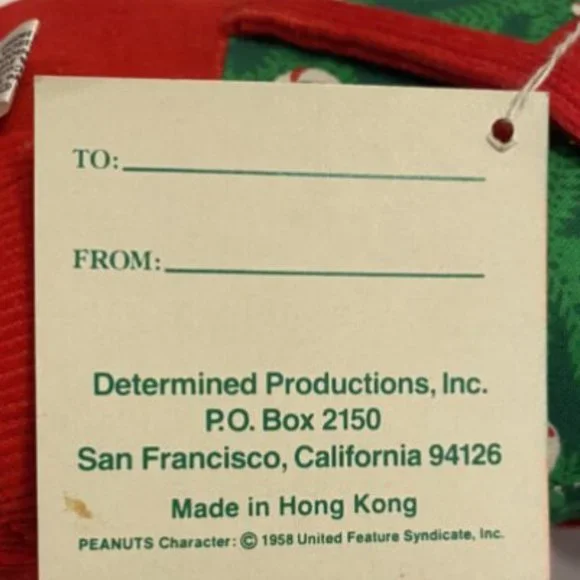 TO:
FROM:
Determined Productions, Inc.
P.O. Box 2150
San Francisco, California 94126
Made in Hong Kong
PEANUTS Character: © 1958 United Feature Syndicate, Inc.